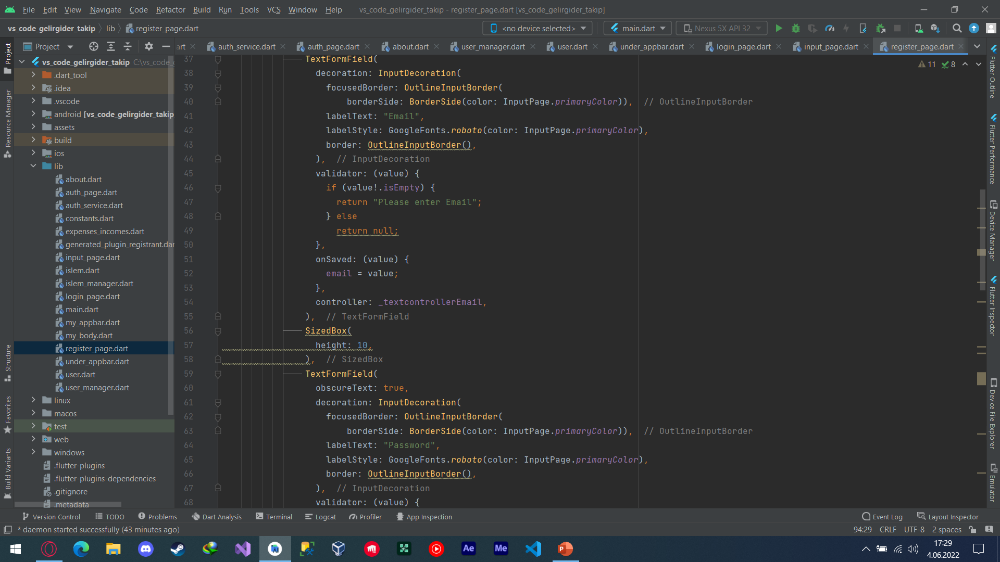 File Edit View Navigate Code Refactor Build Run Tools VCS Window Help vs_code_gelirgider_takip - register_page.dart [vs_code_gelirgider_takip]
vs_code_gelirgider_takip lib register_page.dart <no device selected> main.dart Nexus 5X API 32
Project art auth_service.dart auth_page.dart about.dart user_manager.dart user.dart under_appbar.dart login_page.dart input_page.dart register_page.dart
11 8
Project
Resource Manager
Structure
Favorites
Build Variants
vs_code_gelirgider_takip C:\vs_code_g
.dart_tool
.idea
.vscode
android [vs_code_gelirgider_takip
assets
build
ios
lib
about.dart
auth_page.dart
auth_service.dart
constants.dart
expenses_incomes.dart
generated_plugin_registrant.dar
input_page.dart
islem.dart
islem_manager.dart
login_page.dart
main.dart
my_appbar.dart
my_body.dart
register_page.dart
under_appbar.dart
user.dart
user_manager.dart
linux
macos
test
web
windows
.flutter-plugins
.flutter-plugins-dependencies
.gitignore
.metadata
37 TextFormField(
38 decoration: InputDecoration(
39 focusedBorder: OutlineInputBorder(
40 borderSide: BorderSide(color: InputPage.primaryColor)), // OutlineInputBorder
41 labelText: "Email",
42 labelStyle: GoogleFonts.roboto(color: InputPage.primaryColor),
43 border: OutlineInputBorder(),
44 ), // InputDecoration
45 validator: (value) {
46 if (value!.isEmpty) {
47 return "Please enter Email";
48 } else
49 return null;
50 },
51 onSaved: (value) {
52 email = value;
53 },
54 controller: _textcontrollerEmail,
55 ), // TextFormField
56 SizedBox(
57 height: 10,
58 ), // SizedBox
59 TextFormField(
60 obscureText: true,
61 decoration: InputDecoration(
62 focusedBorder: OutlineInputBorder(
63 borderSide: BorderSide(color: InputPage.primaryColor)), // OutlineInputBorder
64 labelText: "Password",
65 labelStyle: GoogleFonts.roboto(color: InputPage.primaryColor),
66 border: OutlineInputBorder(),
67 ), // InputDecoration
68 validator: (value) {
Flutter Outline
Flutter Performance
Device Manager
Flutter Inspector
Device File Explorer
Emulator
Version Control TODO Problems Dart Analysis Terminal Logcat Profiler App Inspection Event Log Layout Inspector
* daemon started successfully (43 minutes ago) 94:29 CRLF UTF-8 2 spaces
Ae Me
17:29
4.06.2022